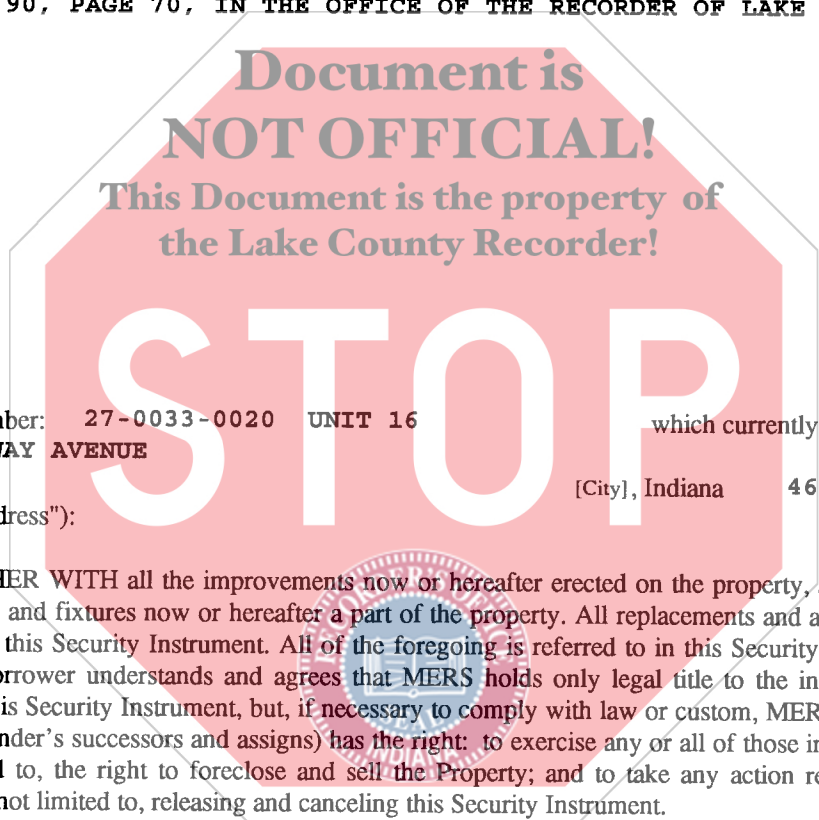 90, PAGE 70, IN THE OFFICE OF THE RECORDER OF LAKE
Document is
NOT OFFICIAL!
This Document is the property of
the Lake County Recorder!
STOP
ber: 27-0033-0020 UNIT 16 which currently
AY AVENUE
[City], Indiana 46
dress"):
ER WITH all the improvements now or hereafter erected on the property,
and fixtures now or hereafter a part of the property. All replacements and a
this Security Instrument. All of the foregoing is referred to in this Security
rrower understands and agrees that MERS holds only legal title to the in
is Security Instrument, but, if necessary to comply with law or custom, MER
nder's successors and assigns) has the right: to exercise any or all of those in
to, the right to foreclose and sell the Property; and to take any action re
not limited to, releasing and canceling this Security Instrument.
RECORDER'S OFFICE
SEAL
INDIANA